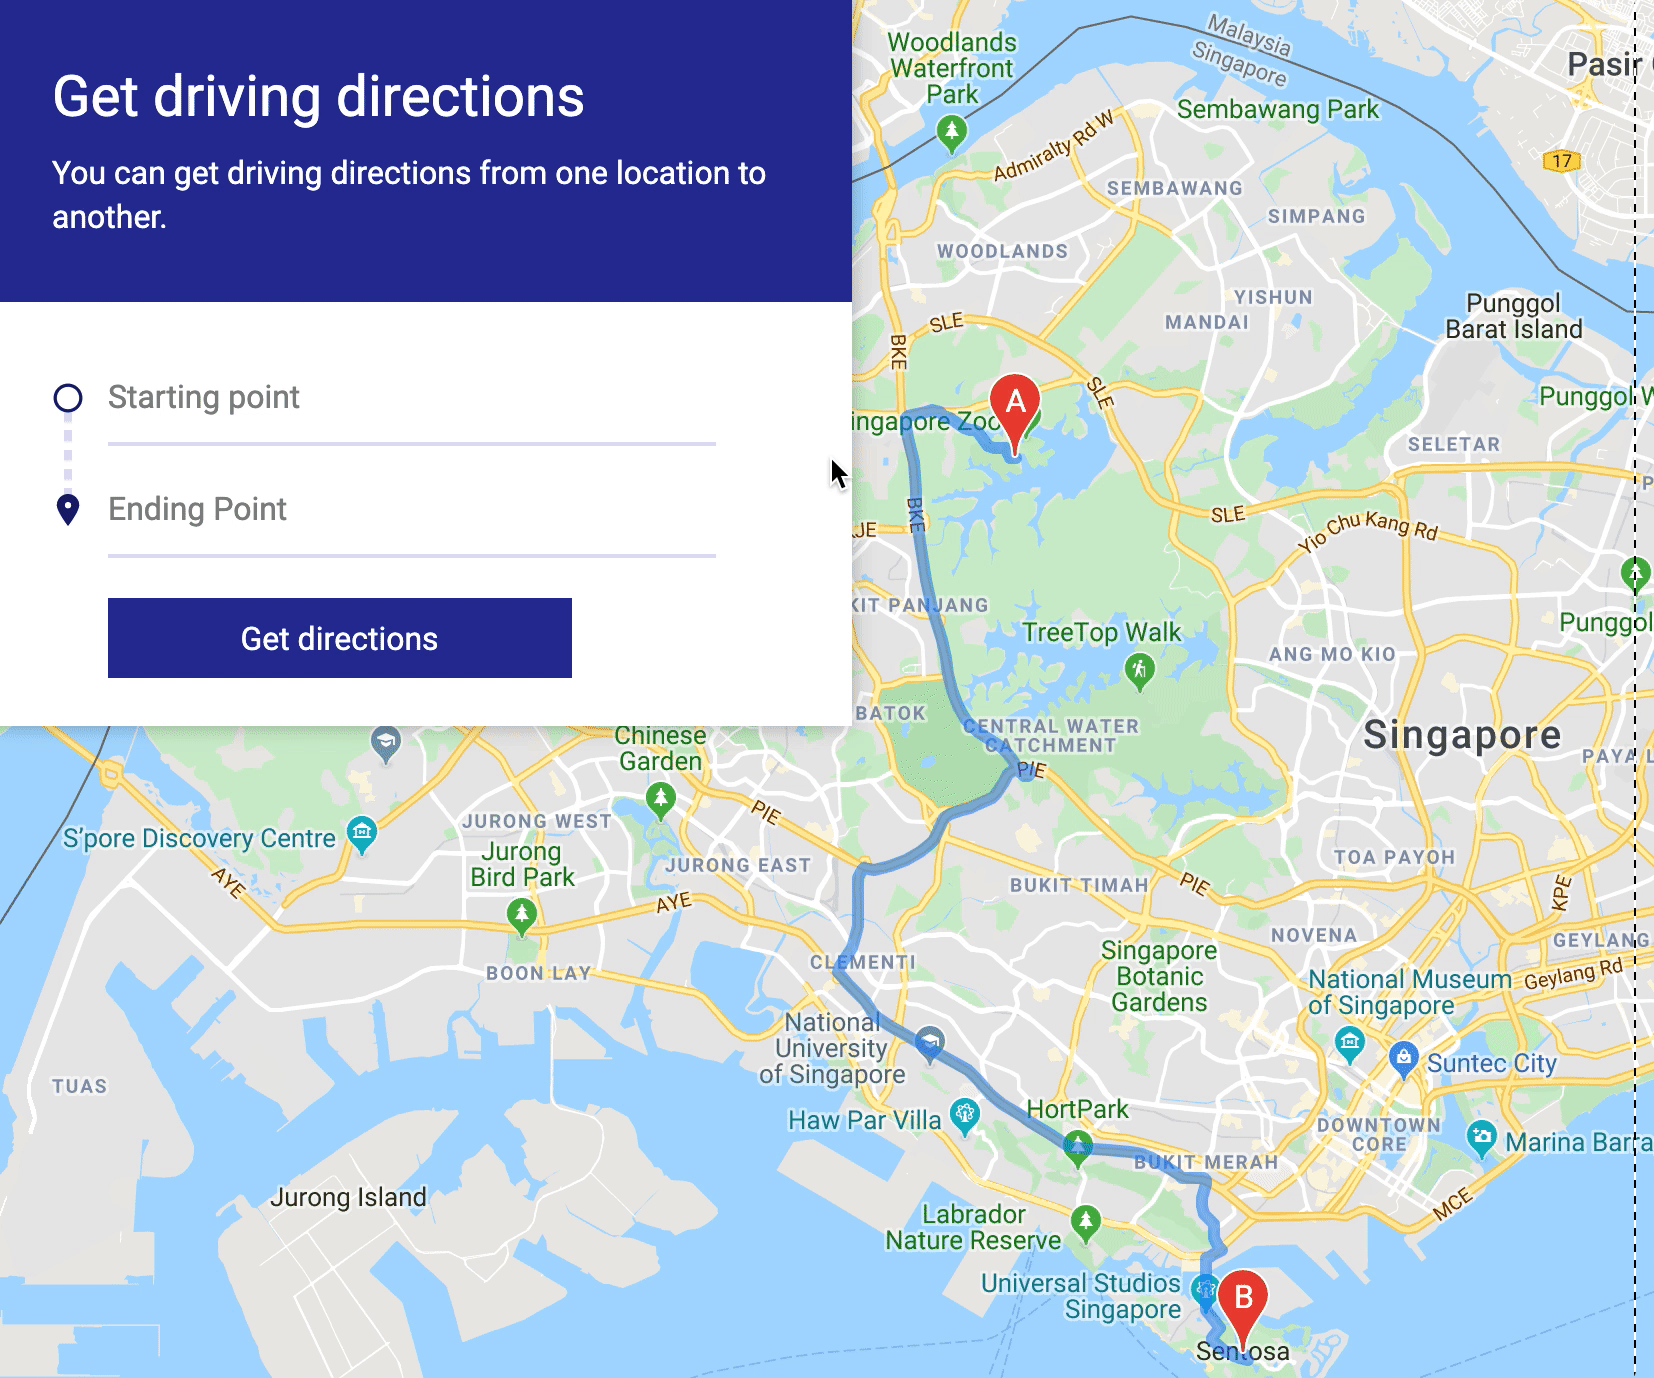 Get driving directions
You can get driving directions from one location to
another.
Starting point
Ending Point
Get directions
Malaysia
Singapore
Woodlands
Waterfront
Park
Sembawang Park
Pasir
17
Admiralty Rd W
SEMBAWANG
SIMPANG
WOODLANDS
YISHUN
MANDAI
Punggol
Barat Island
SLE
BKE
SLE
A
ingapore Zoo
Punggol W
SELETAR
BKE
SLE
Yio Chu Kang Rd
JE
P
KIT PANJANG
TreeTop Walk
Punggol
ANG MO KIO
BATOK
CENTRAL WATER
CATCHMENT
Singapore
PIE
PAYA L
Chinese
Garden
PIE
JURONG WEST
S'pore Discovery Centre
Jurong
Bird Park
JURONG EAST
TOA PAYOH
BUKIT TIMAH
PIE
KPE
AYE
AYE
NOVENA
GEYLANG
Singapore
Botanic
Gardens
CLEMENTI
BOON LAY
Geylang Rd
National Museum
of Singapore
National
University
of Singapore
Suntec City
TUAS
HortPark
Haw Par Villa
DOWNTOWN
CORE
Marina Barra
BUKIT MERAH
Jurong Island
MCE
Labrador
Nature Reserve
Universal Studios
Singapore
B
Sentosa